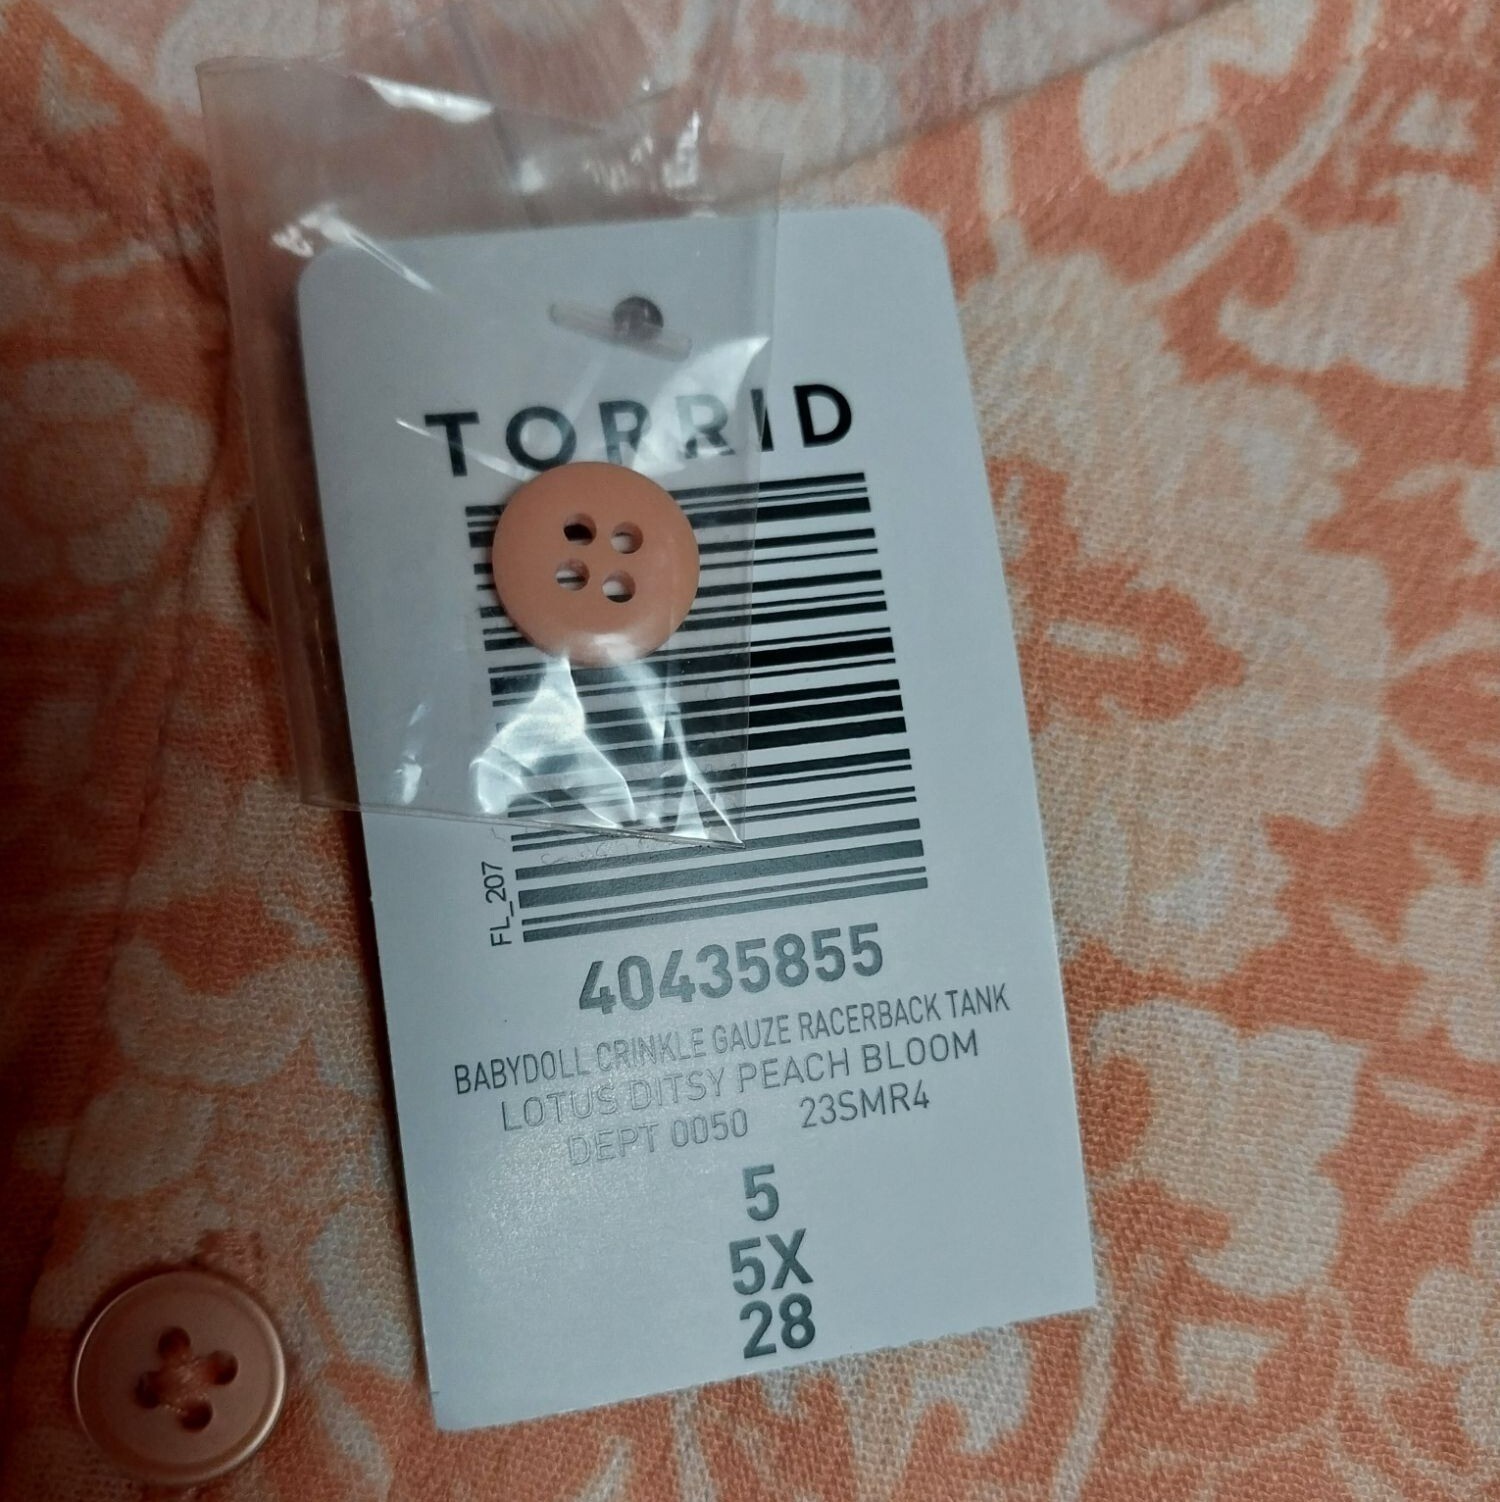 TORRID
FL_207
40435855
BABYDOLL CRINKLE GAUZE RACERBACK TANK
LOTUS DITSY PEACH BLOOM
DEPT 0050 23SMR4
5
5X
28